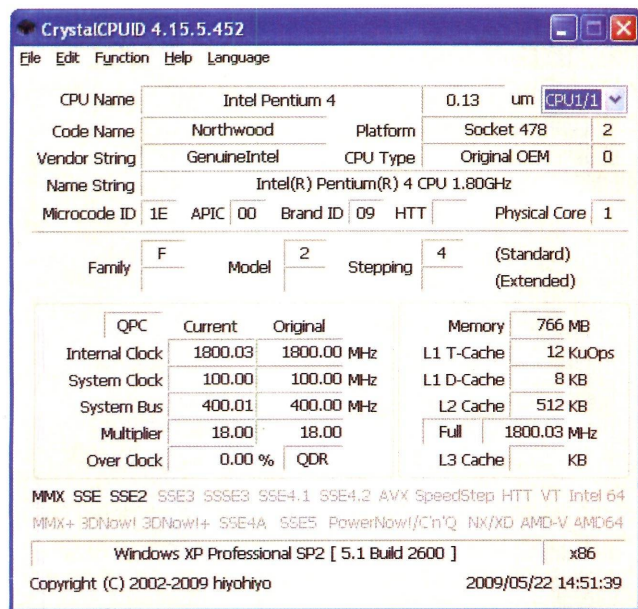 CrystalCPUID 4.15.5.452
File Edit Function Help Language
CPU Name Intel Pentium 4 0.13 um CPU1/1
Code Name Northwood Platform Socket 478 2
Vendor String GenuineIntel CPU Type Original OEM 0
Name String Intel(R) Pentium(R) 4 CPU 1.80GHz
Microcode ID 1E APIC 00 Brand ID 09 HTT Physical Core 1
Family F Model 2 Stepping 4 (Standard)
(Extended)
QPC Current Original Memory 766 MB
Internal Clock 1800.03 1800.00 MHz L1 T-Cache 12 KuOps
System Clock 100.00 100.00 MHz L1 D-Cache 8 KB
System Bus 400.01 400.00 MHz L2 Cache 512 KB
Multiplier 18.00 18.00 Full 1800.03 MHz
Over Clock 0.00 % QDR L3 Cache KB
MMX SSE SSE2 SSE3 SSSE3 SSE4.1 SSE4.2 AVX SpeedStep HTT VT Intel 64
MMX+ 3DNow! 3DNow!+ SSE4A SSE5 PowerNow!/C'n'Q NX/XD AMD-V AMD64
Windows XP Professional SP2 [ 5.1 Build 2600 ] x86
Copyright (C) 2002-2009 hiyohiyo 2009/05/22 14:51:39